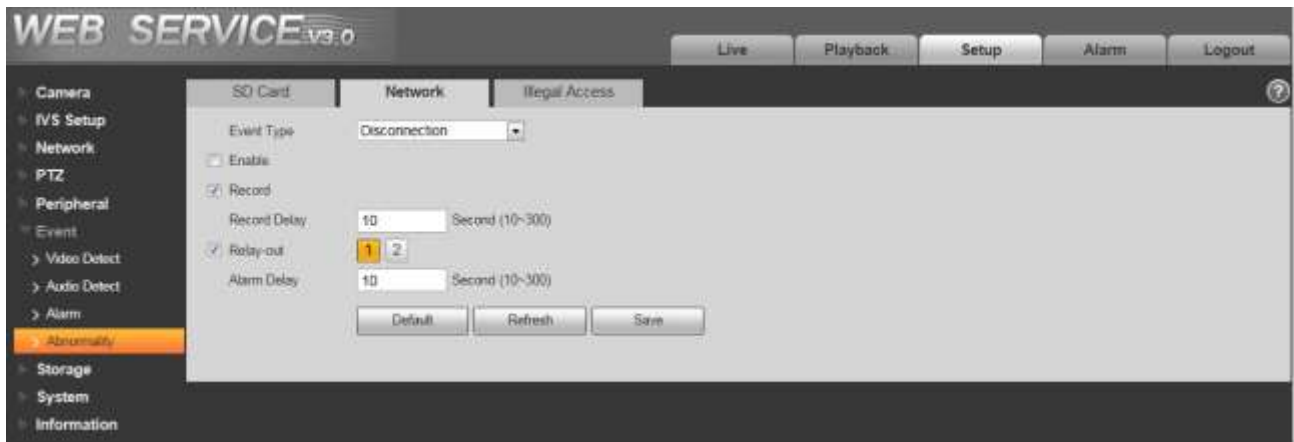 WEB SERVICE V3.0
Live Playback Setup Alarm Logout
SD Card Network Illegal Access
Event Type Disconnection
Enable
Record
Record Delay 10 Second (10~300)
Relay-out 1 2
Alarm Delay 10 Second (10~300)
Default Refresh Save
Camera
IVS Setup
Network
PTZ
Peripheral
Event
Video Detect
Audio Detect
Alarm
Abnormality
Storage
System
Information